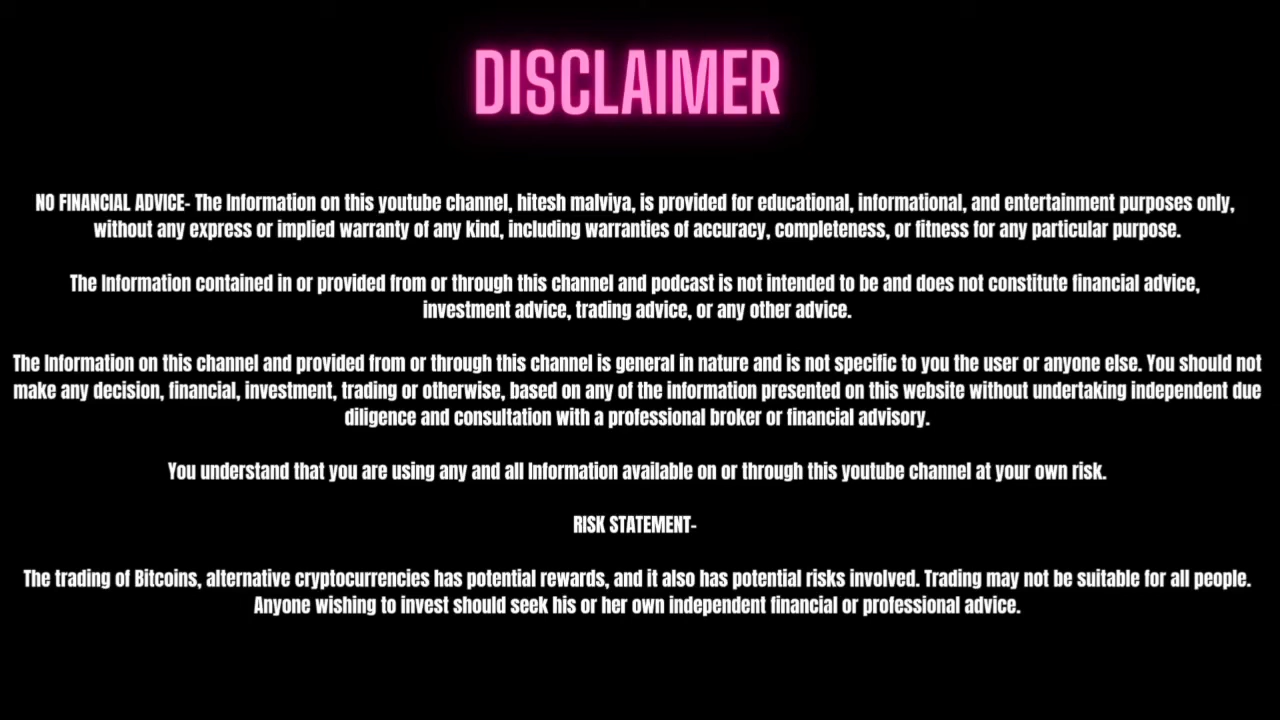 DISCLAIMER
NO FINANCIAL ADVICE- The Information on this youtube channel, hitesh malviya, is provided for educational, informational, and entertainment purposes only,
without any express or implied warranty of any kind, including warranties of accuracy, completeness, or fitness for any particular purpose.
The Information contained in or provided from or through this channel and podcast is not intended to be and does not constitute financial advice,
investment advice, trading advice, or any other advice.
The Information on this channel and provided from or through this channel is general in nature and is not specific to you the user or anyone else. You should not
make any decision, financial, investment, trading or otherwise, based on any of the information presented on this website without undertaking independent due
diligence and consultation with a professional broker or financial advisory.
You understand that you are using any and all Information available on or through this youtube channel at your own risk.
RISK STATEMENT-
The trading of Bitcoins, alternative cryptocurrencies has potential rewards, and it also has potential risks involved. Trading may not be suitable for all people.
Anyone wishing to invest should seek his or her own independent financial or professional advice.